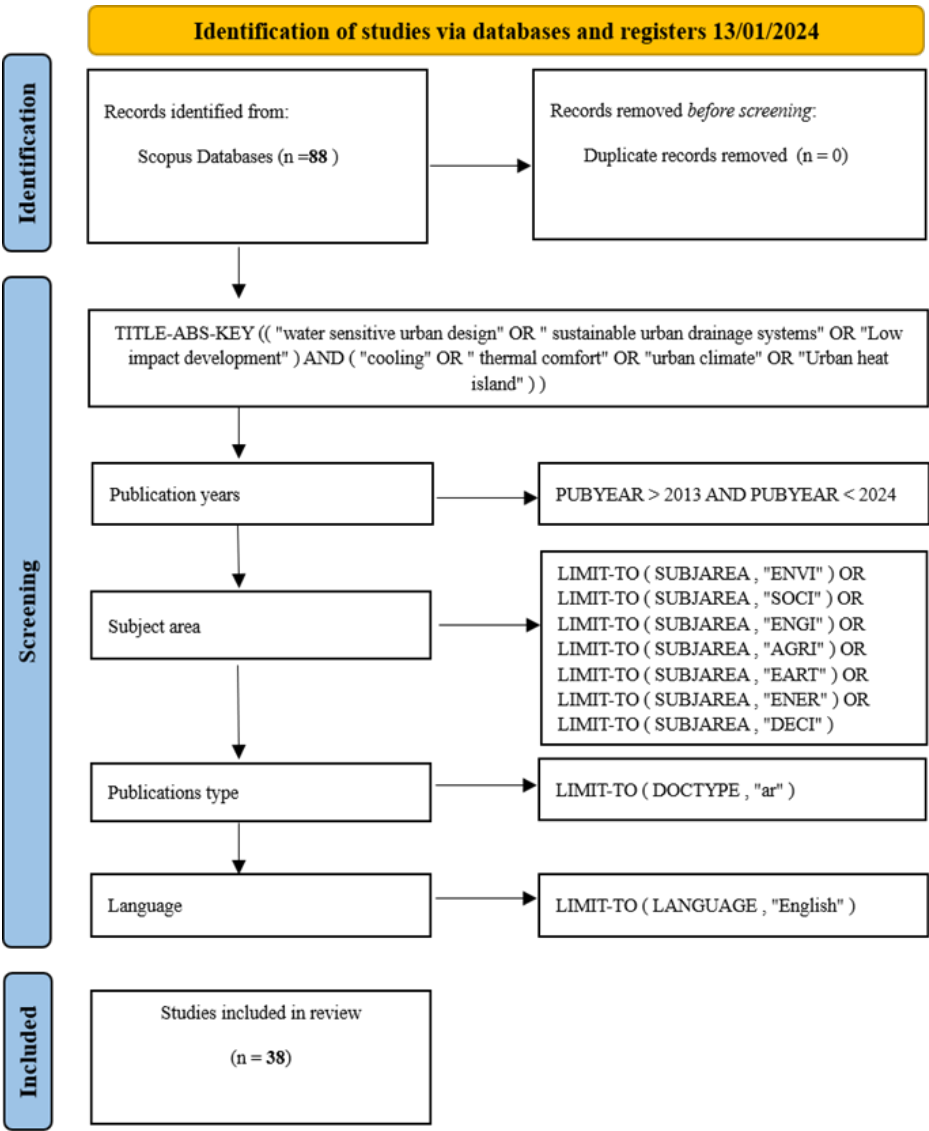 Identification of studies via databases and registers 13/01/2024
Identification
Records identified from:
Scopus Databases (n =88 )
Records removed before screening:
Duplicate records removed (n = 0)
Screening
TITLE-ABS-KEY (( "water sensitive urban design" OR " sustainable urban drainage systems" OR "Low
impact development" ) AND ( "cooling" OR " thermal comfort" OR "urban climate" OR "Urban heat
island" ) )
Publication years
PUBYEAR > 2013 AND PUBYEAR < 2024
Subject area
LIMIT-TO ( SUBJAREA , "ENVI" ) OR
LIMIT-TO ( SUBJAREA , "SOCI" ) OR
LIMIT-TO ( SUBJAREA , "ENGI" ) OR
LIMIT-TO ( SUBJAREA , "AGRI" ) OR
LIMIT-TO ( SUBJAREA , "EART" ) OR
LIMIT-TO ( SUBJAREA , "ENER" ) OR
LIMIT-TO ( SUBJAREA , "DECI" )
Publications type
LIMIT-TO ( DOCTYPE , "ar" )
Language
LIMIT-TO ( LANGUAGE , "English" )
Included
Studies included in review
(n = 38)